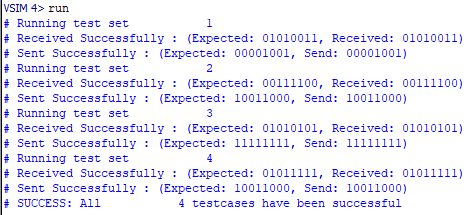 VSIM 4> run
# Running test set 1
# Received Successfully : (Expected: 01010011, Received: 01010011)
# Sent Successfully : (Expected: 00001001, Send: 00001001)
# Running test set 2
# Received Successfully : (Expected: 00111100, Received: 00111100)
# Sent Successfully : (Expected: 10011000, Send: 10011000)
# Running test set 3
# Received Successfully : (Expected: 01010101, Received: 01010101)
# Sent Successfully : (Expected: 11111111, Send: 11111111)
# Running test set 4
# Received Successfully : (Expected: 01011111, Received: 01011111)
# Sent Successfully : (Expected: 10011000, Send: 10011000)
# SUCCESS: All 4 testcases have been successful